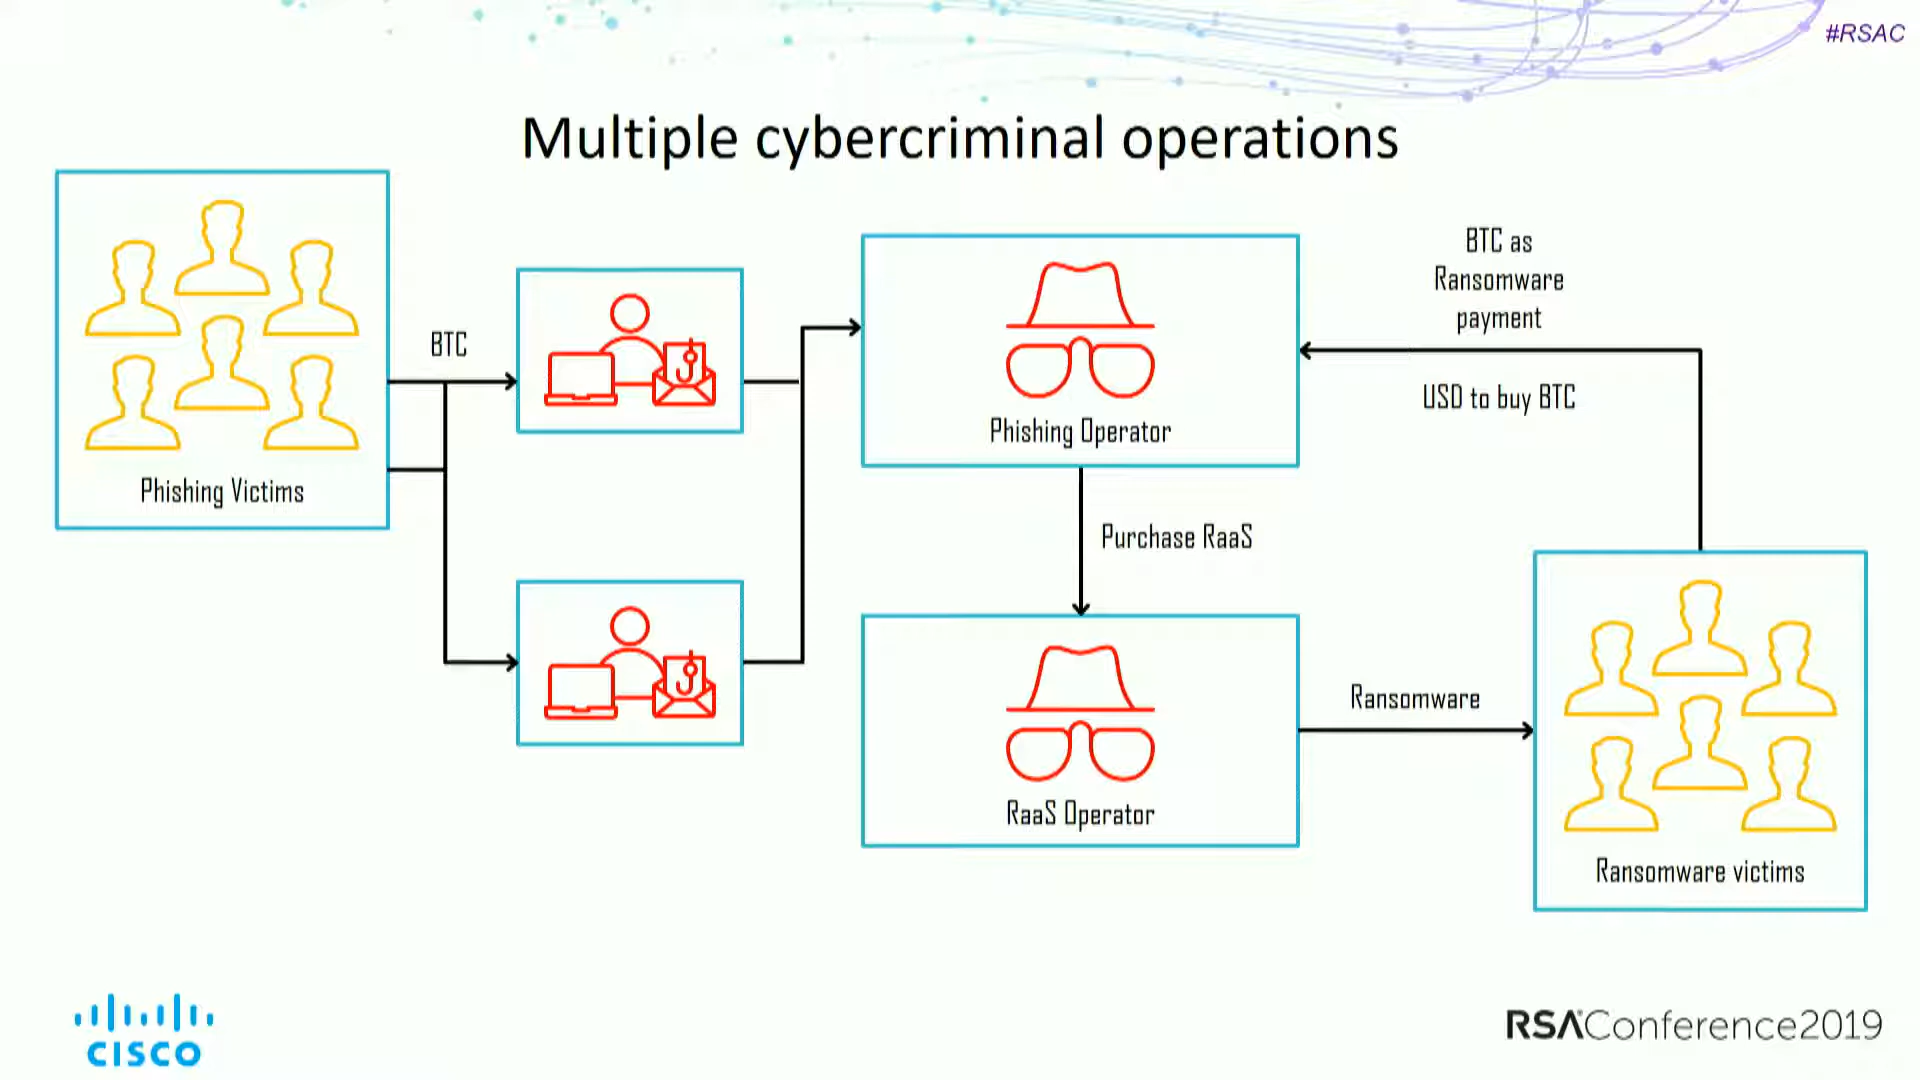 #RSAC
Multiple cybercriminal operations
BTC as
Ransomware
payment
BTC
USD to buy BTC
Phishing Operator
Phishing Victims
Purchase RaaS
Ransomware
RaaS Operator
Ransomware victims
CISCO
RSAConference2019